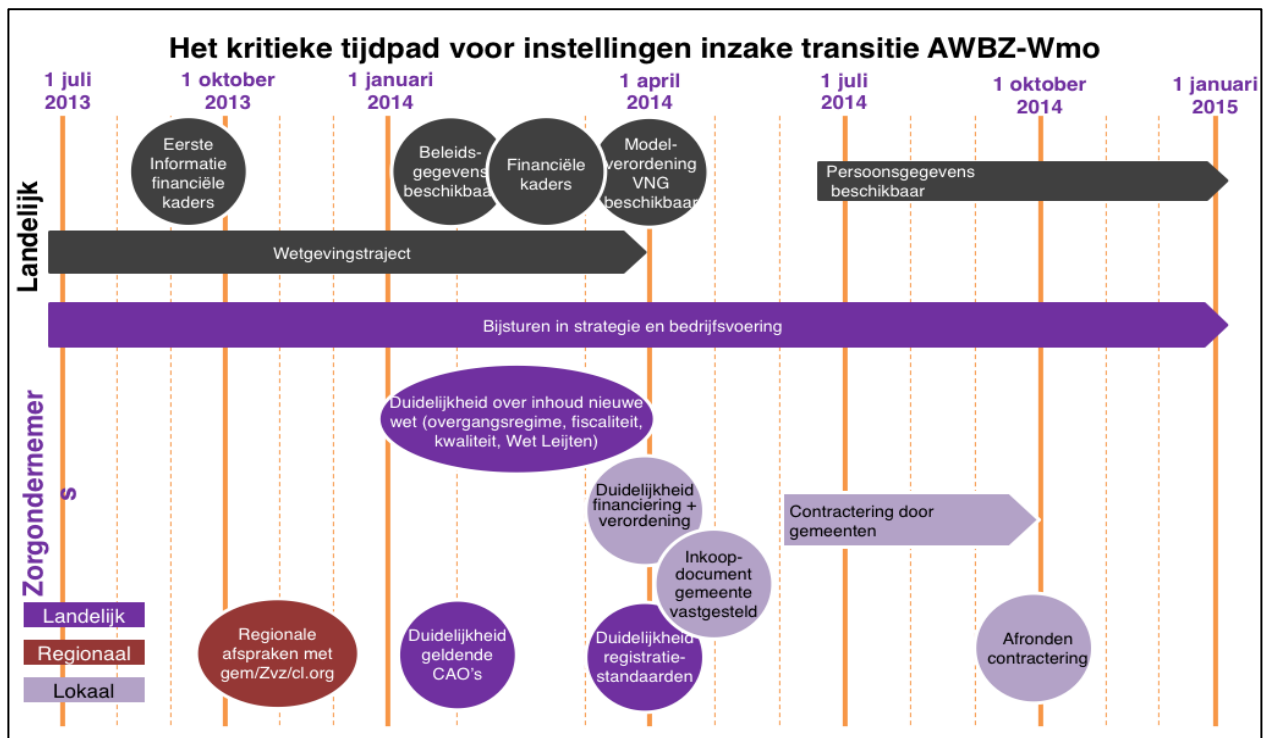 Het kritieke tijdpad voor instellingen inzake transitie AWBZ-Wmo
1 juli
2013
1 oktober
2013
1 januari
2014
1 april
2014
1 juli
2014
1 oktober
2014
1 januari
2015
Landelijk
Eerste
Informatie
financiële
kaders
Beleids-
gegevens
beschikbaar
Financiële
kaders
Model-
verordening
VNG
beschikbaar
Persoonsgegevens
beschikbaar
Wetgevingstraject
Bijsturen in strategie en bedrijfsvoering
Zorgondernemer
s
Duidelijkheid over inhoud nieuwe
wet (overgangsregime, fiscaliteit,
kwaliteit, Wet Leijten)
Duidelijkheid
financiering +
verordening
Contractering door
gemeenten
Inkoop-
document
gemeente
vastgesteld
Landelijk
Regionaal
Lokaal
Regionale
afspraken met
gem/Zvz/cl.org
Duidelijkheid
geldende
CAO's
Duidelijkheid
registratie-
standaarden
Afronden
contractering